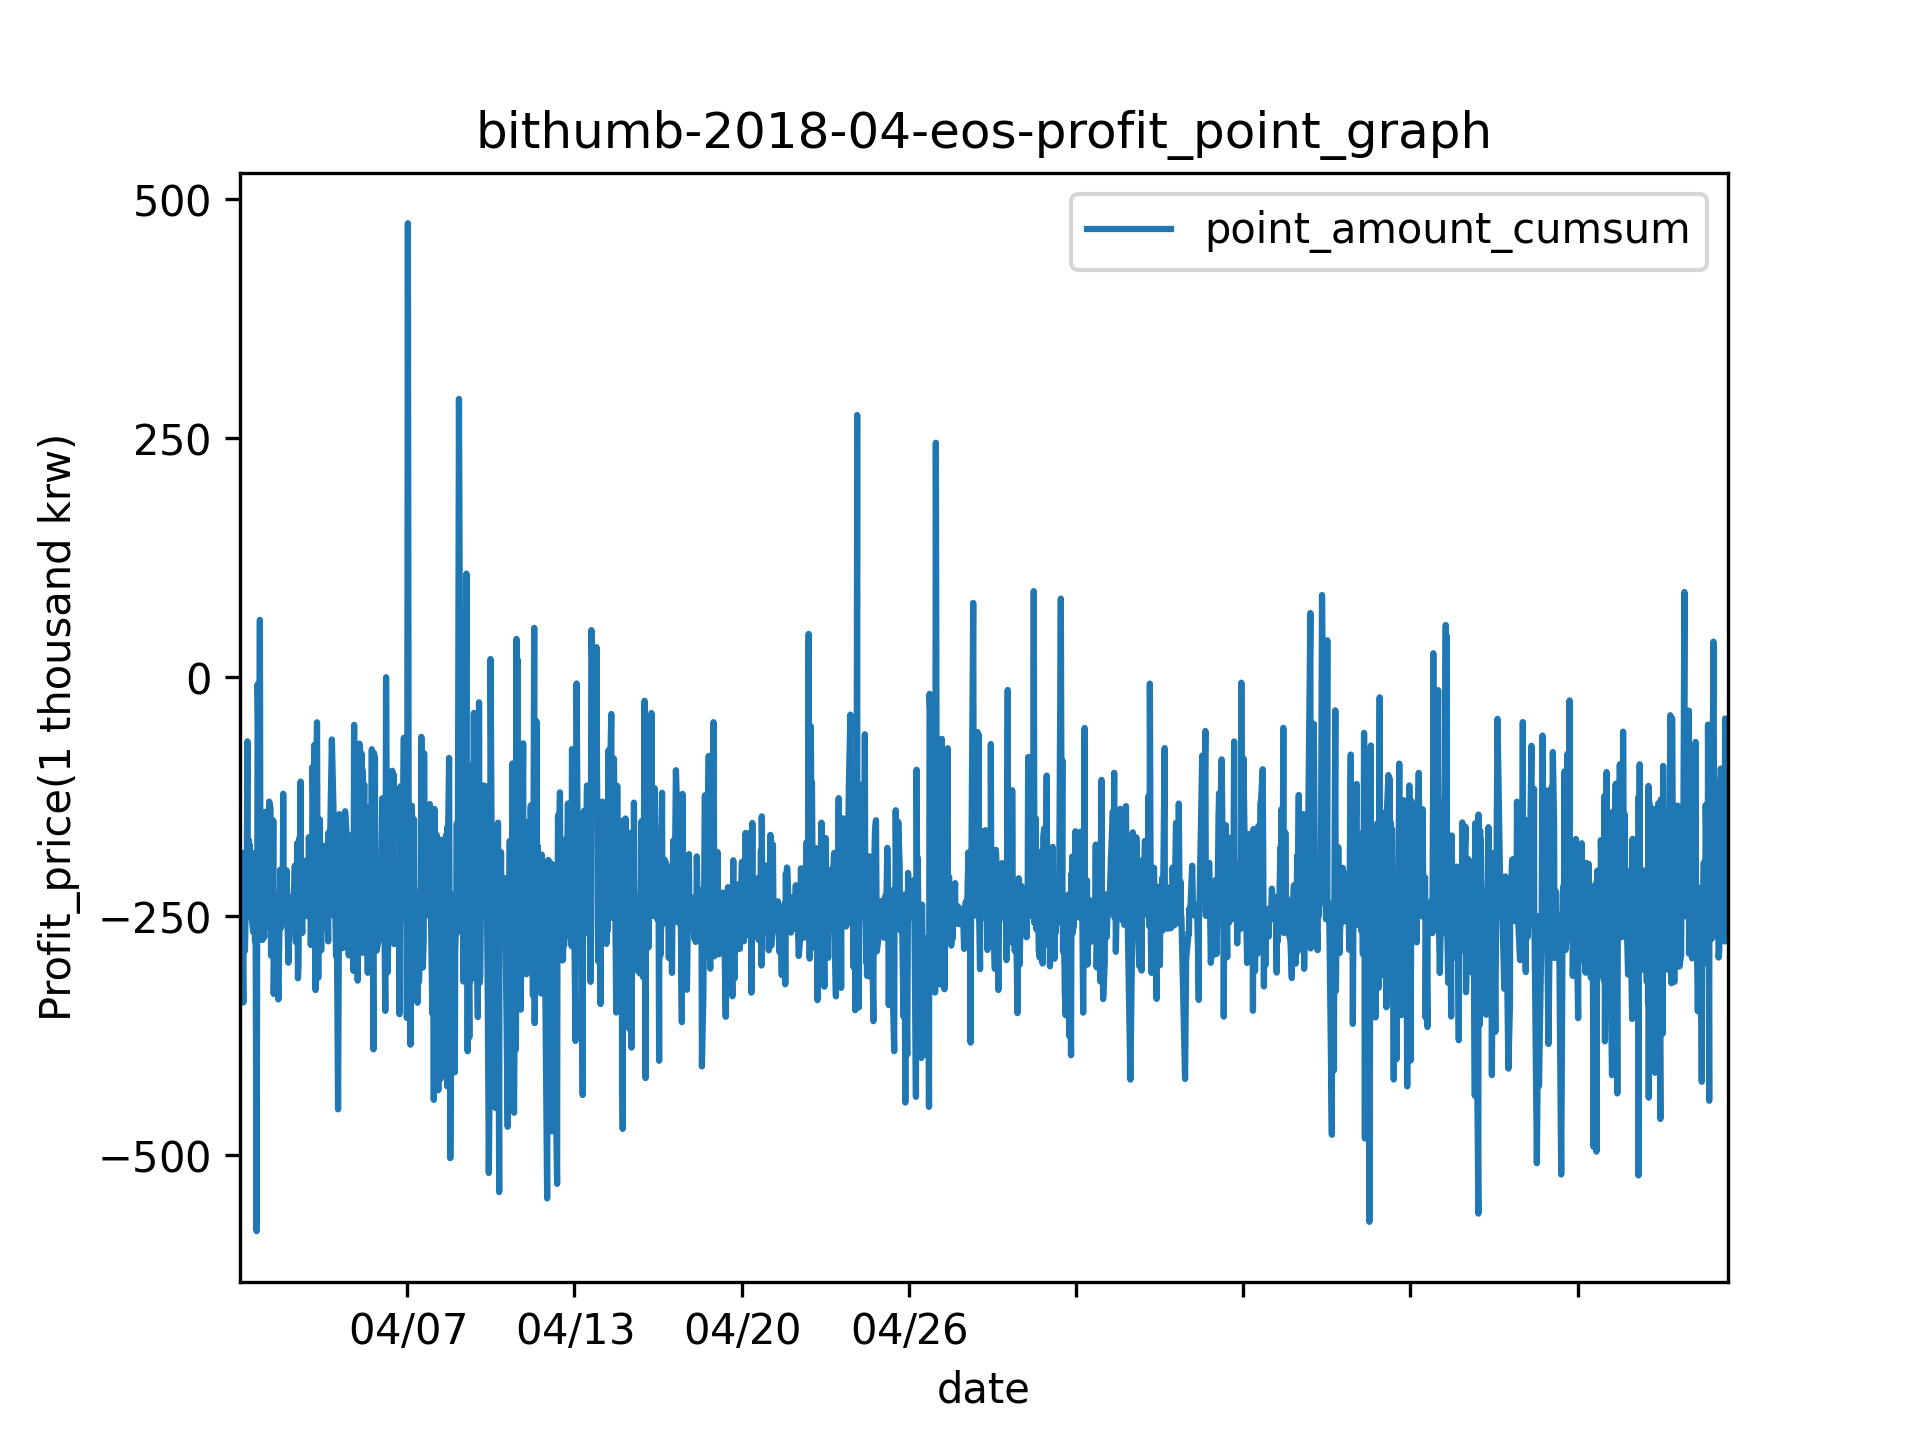 bithumb-2018-04-eos-profit_point_graph
point_amount_cumsum
500
250
0
−250
−500
Profit_price(1 thousand krw)
04/07 04/13 04/20 04/26
date